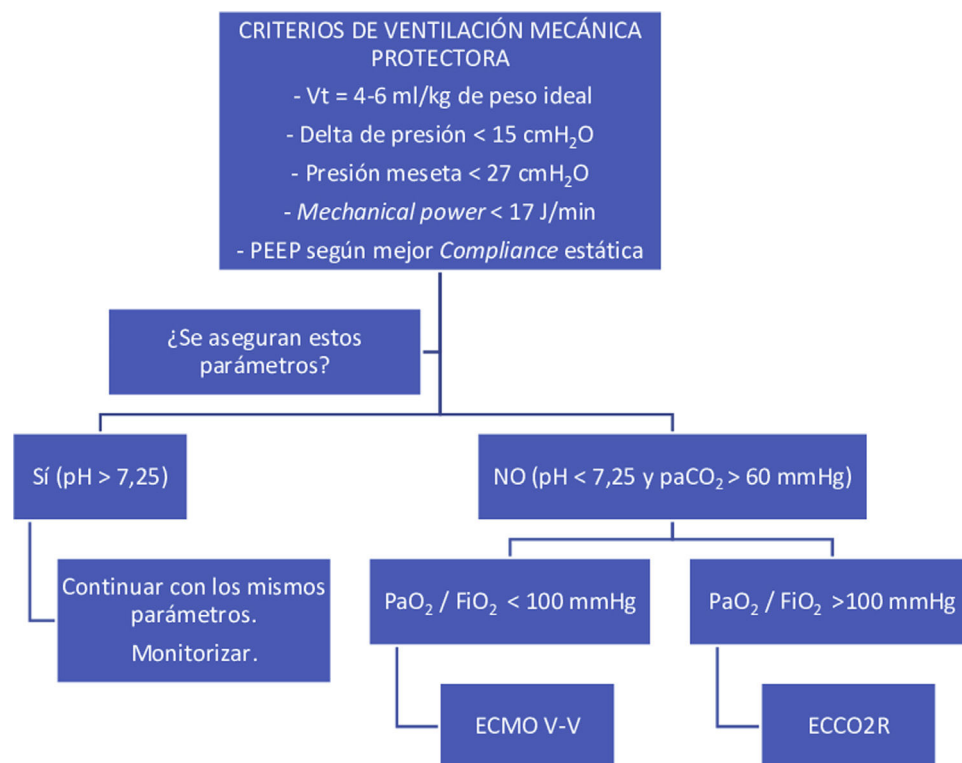 CRITERIOS DE VENTILACIÓN MECÁNICA
PROTECTORA
- Vt = 4-6 ml/kg de peso ideal
- Delta de presión < 15 cmH₂O
- Presión meseta < 27 cmH₂O
- Mechanical power < 17 J/min
- PEEP según mejor Compliance estática
¿Se aseguran estos
parámetros?
Sí (pH > 7,25)
NO (pH < 7,25 y paCO₂ > 60 mmHg)
Continuar con los mismos
parámetros.
Monitorizar.
PaO₂ / FiO₂ < 100 mmHg
PaO₂ / FiO₂ >100 mmHg
ECMO V-V
ECCO2R